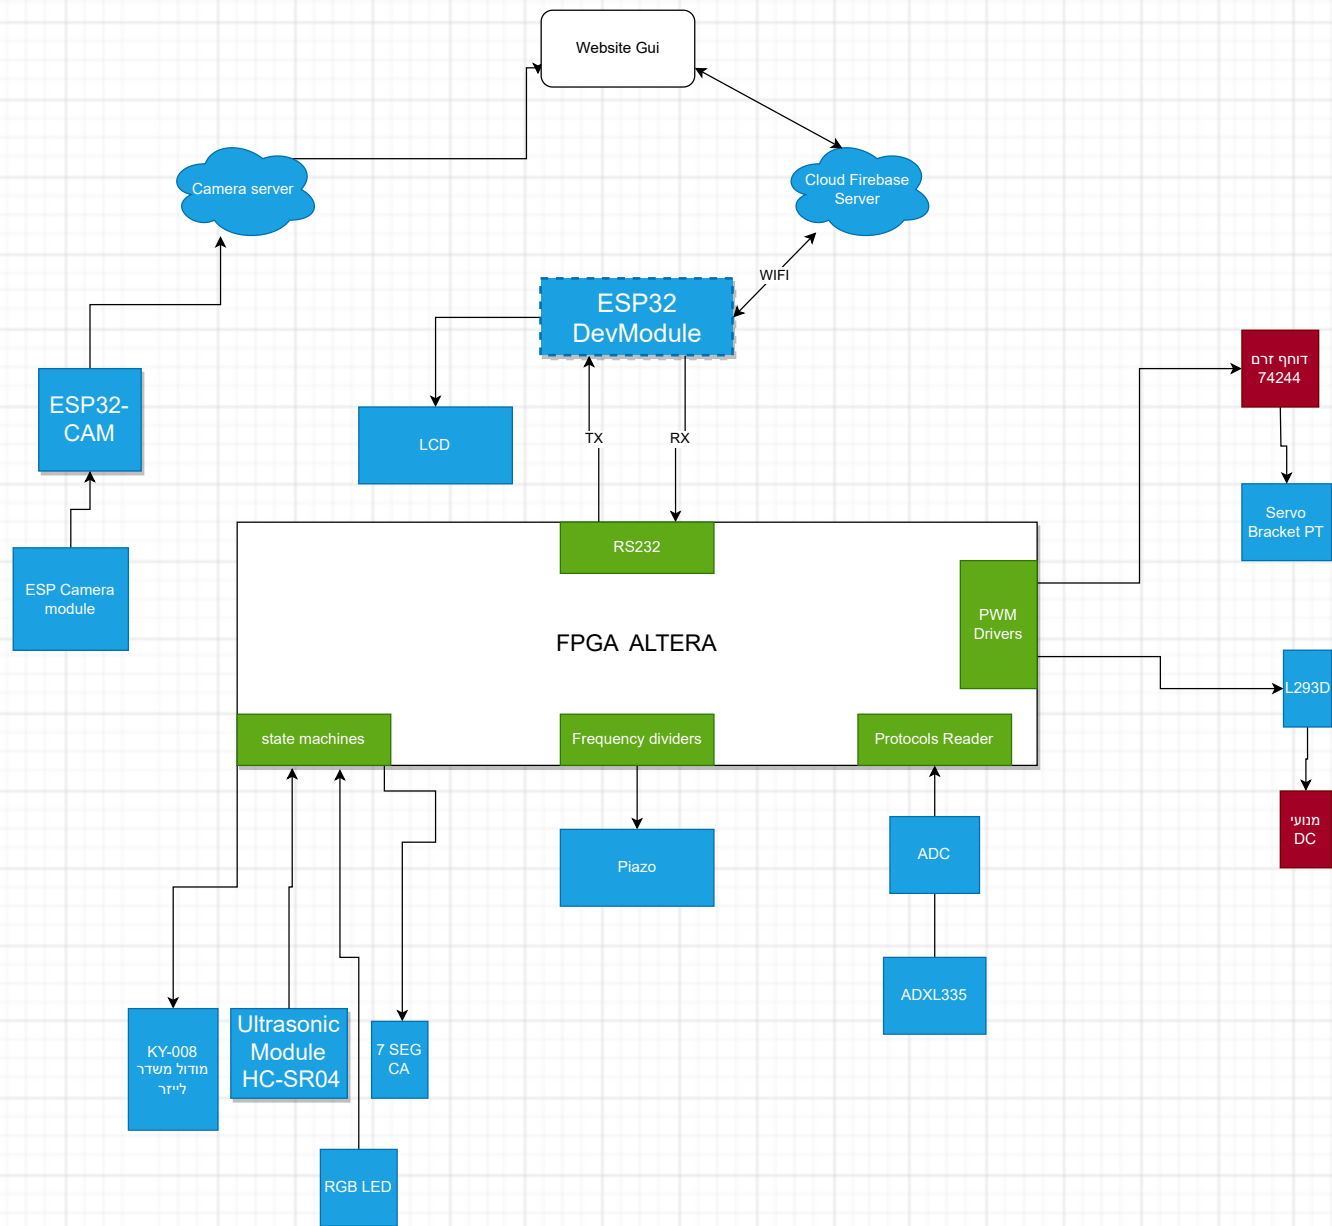 Website Gui
Camera server
Cloud Firebase
Server
WIFI
ESP32
DevModule
דוחף זרם
74244
ESP32-
CAM
LCD
TX
RX
Servo
Bracket PT
RS232
ESP Camera
module
PWM
Drivers
FPGA ALTERA
L293D
state machines
Frequency dividers
Protocols Reader
מנועי
DC
Piazo
ADC
ADXL335
KY-008
מודול משדר
לייזר
Ultrasonic
Module
HC-SR04
7 SEG
CA
RGB LED